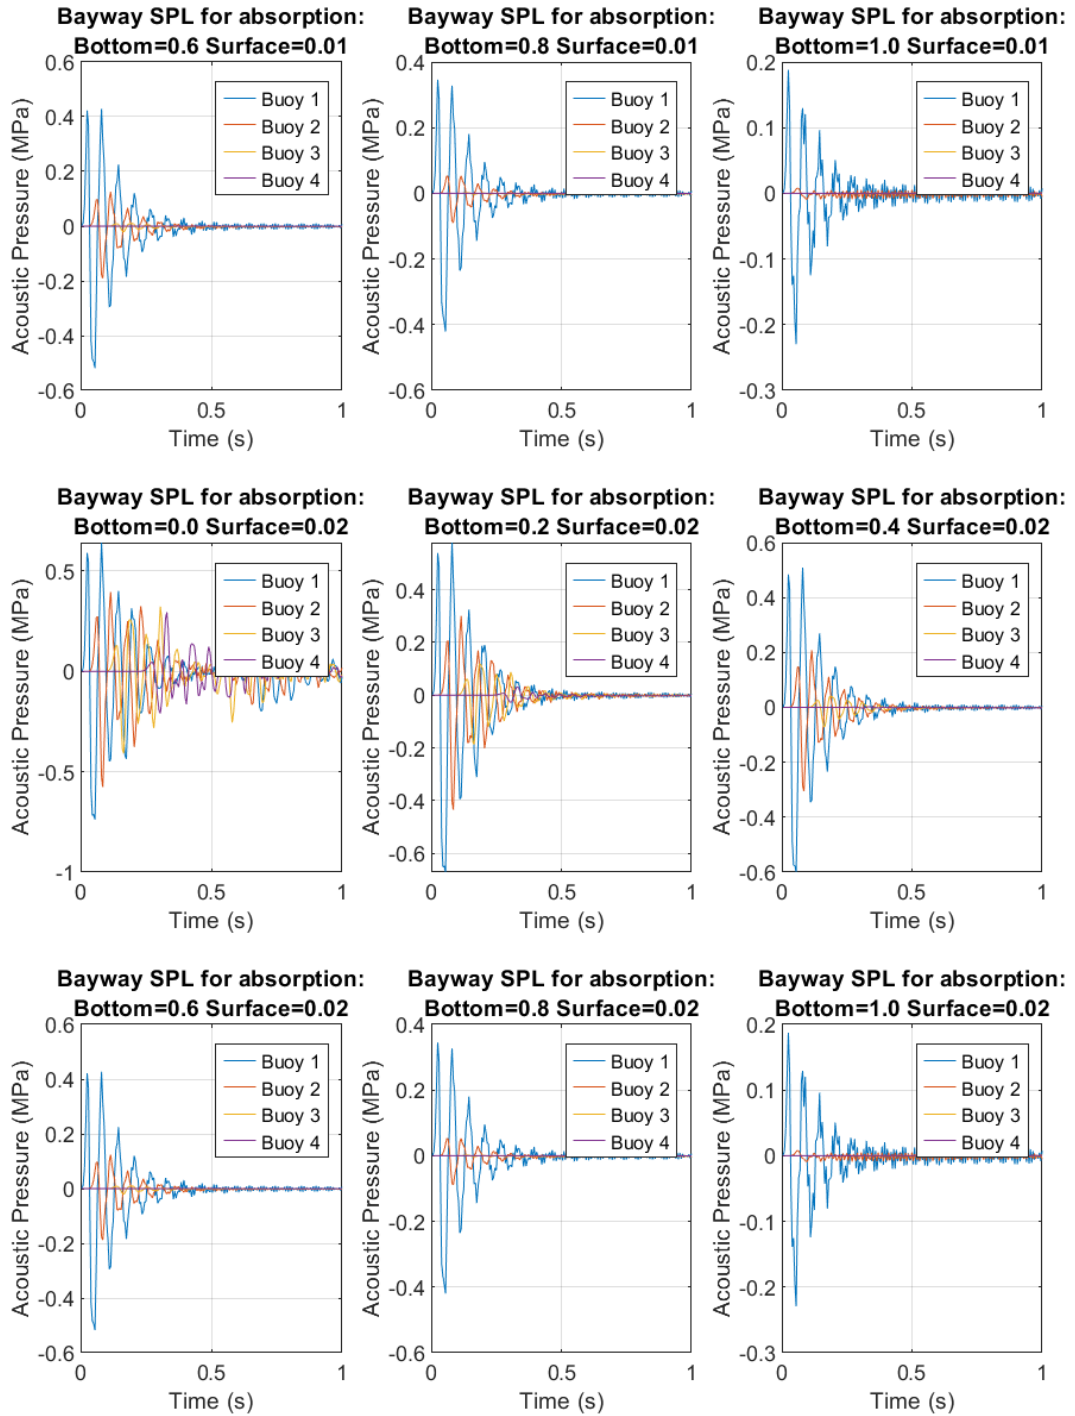 Bayway SPL for absorption:
Bottom=0.6 Surface=0.01
0.6
0.4
0.2
0
-0.2
-0.4
-0.6
Acoustic Pressure (MPa)
Buoy 1
Buoy 2
Buoy 3
Buoy 4
0 0.5 1
Time (s)
Bayway SPL for absorption:
Bottom=0.8 Surface=0.01
0.4
0.2
0
-0.2
-0.4
-0.6
Acoustic Pressure (MPa)
Buoy 1
Buoy 2
Buoy 3
Buoy 4
0 0.5 1
Time (s)
Bayway SPL for absorption:
Bottom=1.0 Surface=0.01
0.2
0.1
0
-0.1
-0.2
-0.3
Acoustic Pressure (MPa)
Buoy 1
Buoy 2
Buoy 3
Buoy 4
0 0.5 1
Time (s)
Bayway SPL for absorption:
Bottom=0.0 Surface=0.02
0.5
0
-0.5
-1
Acoustic Pressure (MPa)
Buoy 1
Buoy 2
Buoy 3
Buoy 4
0 0.5 1
Time (s)
Bayway SPL for absorption:
Bottom=0.2 Surface=0.02
0.4
0.2
0
-0.2
-0.4
-0.6
Acoustic Pressure (MPa)
Buoy 1
Buoy 2
Buoy 3
Buoy 4
0 0.5 1
Time (s)
Bayway SPL for absorption:
Bottom=0.4 Surface=0.02
0.6
0.4
0.2
0
-0.2
-0.4
-0.6
Acoustic Pressure (MPa)
Buoy 1
Buoy 2
Buoy 3
Buoy 4
0 0.5 1
Time (s)
Bayway SPL for absorption:
Bottom=0.6 Surface=0.02
0.6
0.4
0.2
0
-0.2
-0.4
-0.6
Acoustic Pressure (MPa)
Buoy 1
Buoy 2
Buoy 3
Buoy 4
0 0.5 1
Time (s)
Bayway SPL for absorption:
Bottom=0.8 Surface=0.02
0.4
0.2
0
-0.2
-0.4
-0.6
Acoustic Pressure (MPa)
Buoy 1
Buoy 2
Buoy 3
Buoy 4
0 0.5 1
Time (s)
Bayway SPL for absorption:
Bottom=1.0 Surface=0.02
0.2
0.1
0
-0.1
-0.2
-0.3
Acoustic Pressure (MPa)
Buoy 1
Buoy 2
Buoy 3
Buoy 4
0 0.5 1
Time (s)